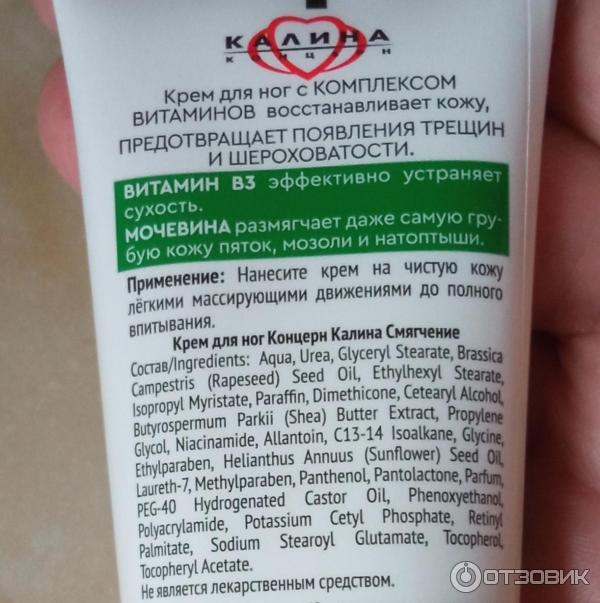 КАЛИНА
КОНЦЕРН
Крем для ног с КОМПЛЕКСОМ
ВИТАМИНОВ восстанавливает кожу,
ПРЕДОТВРАЩАЕТ ПОЯВЛЕНИЯ ТРЕЩИН
И ШЕРОХОВАТОСТИ.
ВИТАМИН B3 эффективно устраняет
сухость.
МОЧЕВИНА размягчает даже самую гру-
бую кожу пяток, мозоли и натоптыши.
Применение: Нанесите крем на чистую кожу
лёгкими массирующими движениями до полного
впитывания.
Крем для ног Концерн Калина Смягчение
Состав/Ingredients: Aqua, Urea, Glyceryl Stearate, Brassica
Campestris (Rapeseed) Seed Oil, Ethylhexyl Stearate,
Isopropyl Myristate, Paraffin, Dimethicone, Cetearyl Alcohol,
Butyrospermum Parkii (Shea) Butter Extract, Propylene
Glycol, Niacinamide, Allantoin, C13-14 Isoalkane, Glycine,
Ethylparaben, Helianthus Annuus (Sunflower) Seed Oil,
Laureth-7, Methylparaben, Panthenol, Pantolactone, Parfum,
PEG-40 Hydrogenated Castor Oil, Phenoxyethanol,
Polyacrylamide, Potassium Cetyl Phosphate, Retinyl
Palmitate, Sodium Stearoyl Glutamate, Tocopherol,
Tocopheryl Acetate.
Не является лекарственным средством.
ОТЗОВИК